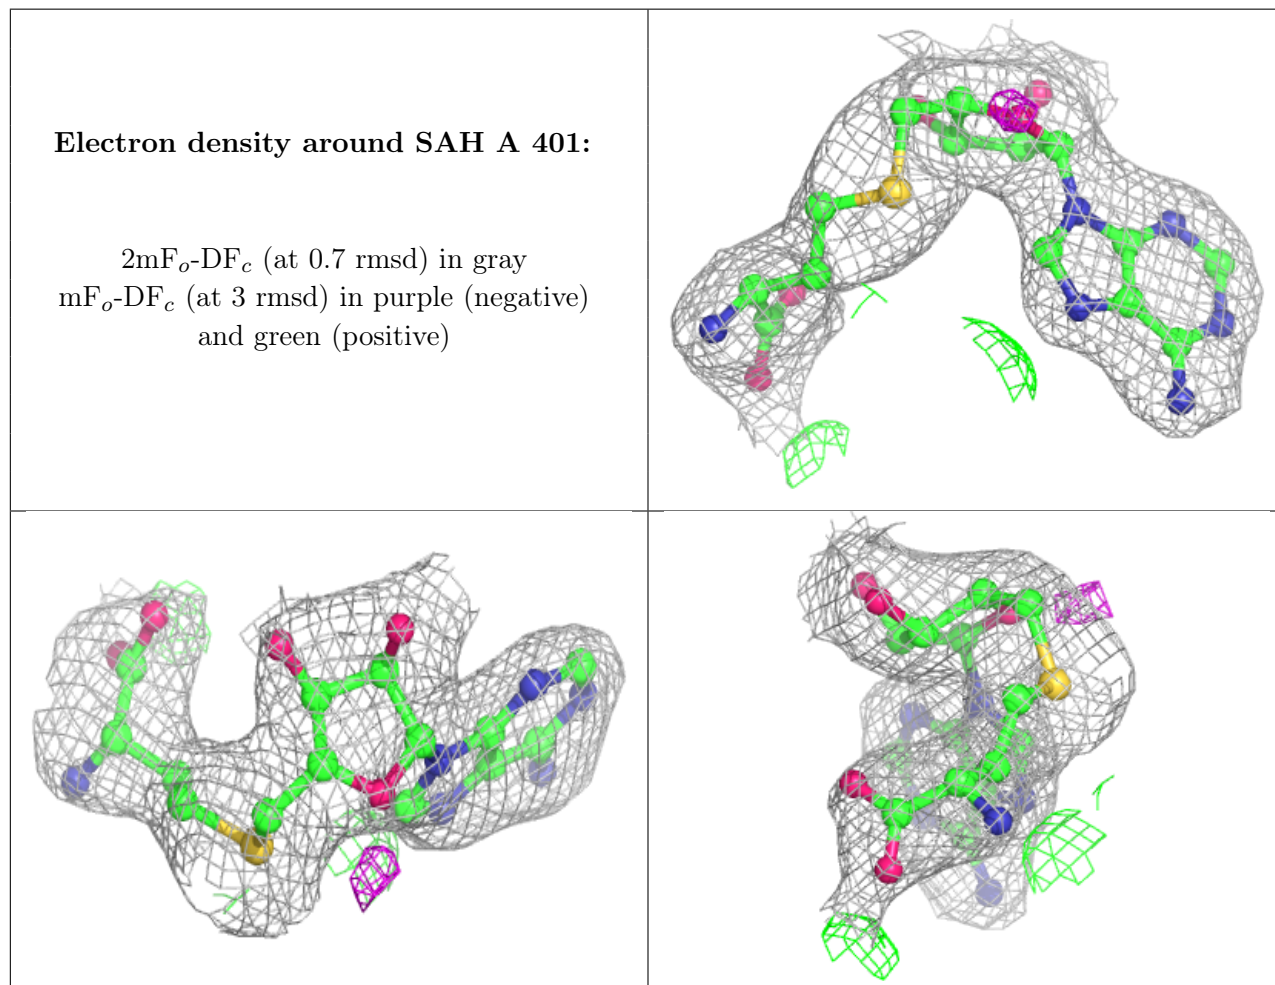 Electron density around SAH A 401:
2mFo-DFc (at 0.7 rmsd) in gray
mFo-DFc (at 3 rmsd) in purple (negative)
and green (positive)